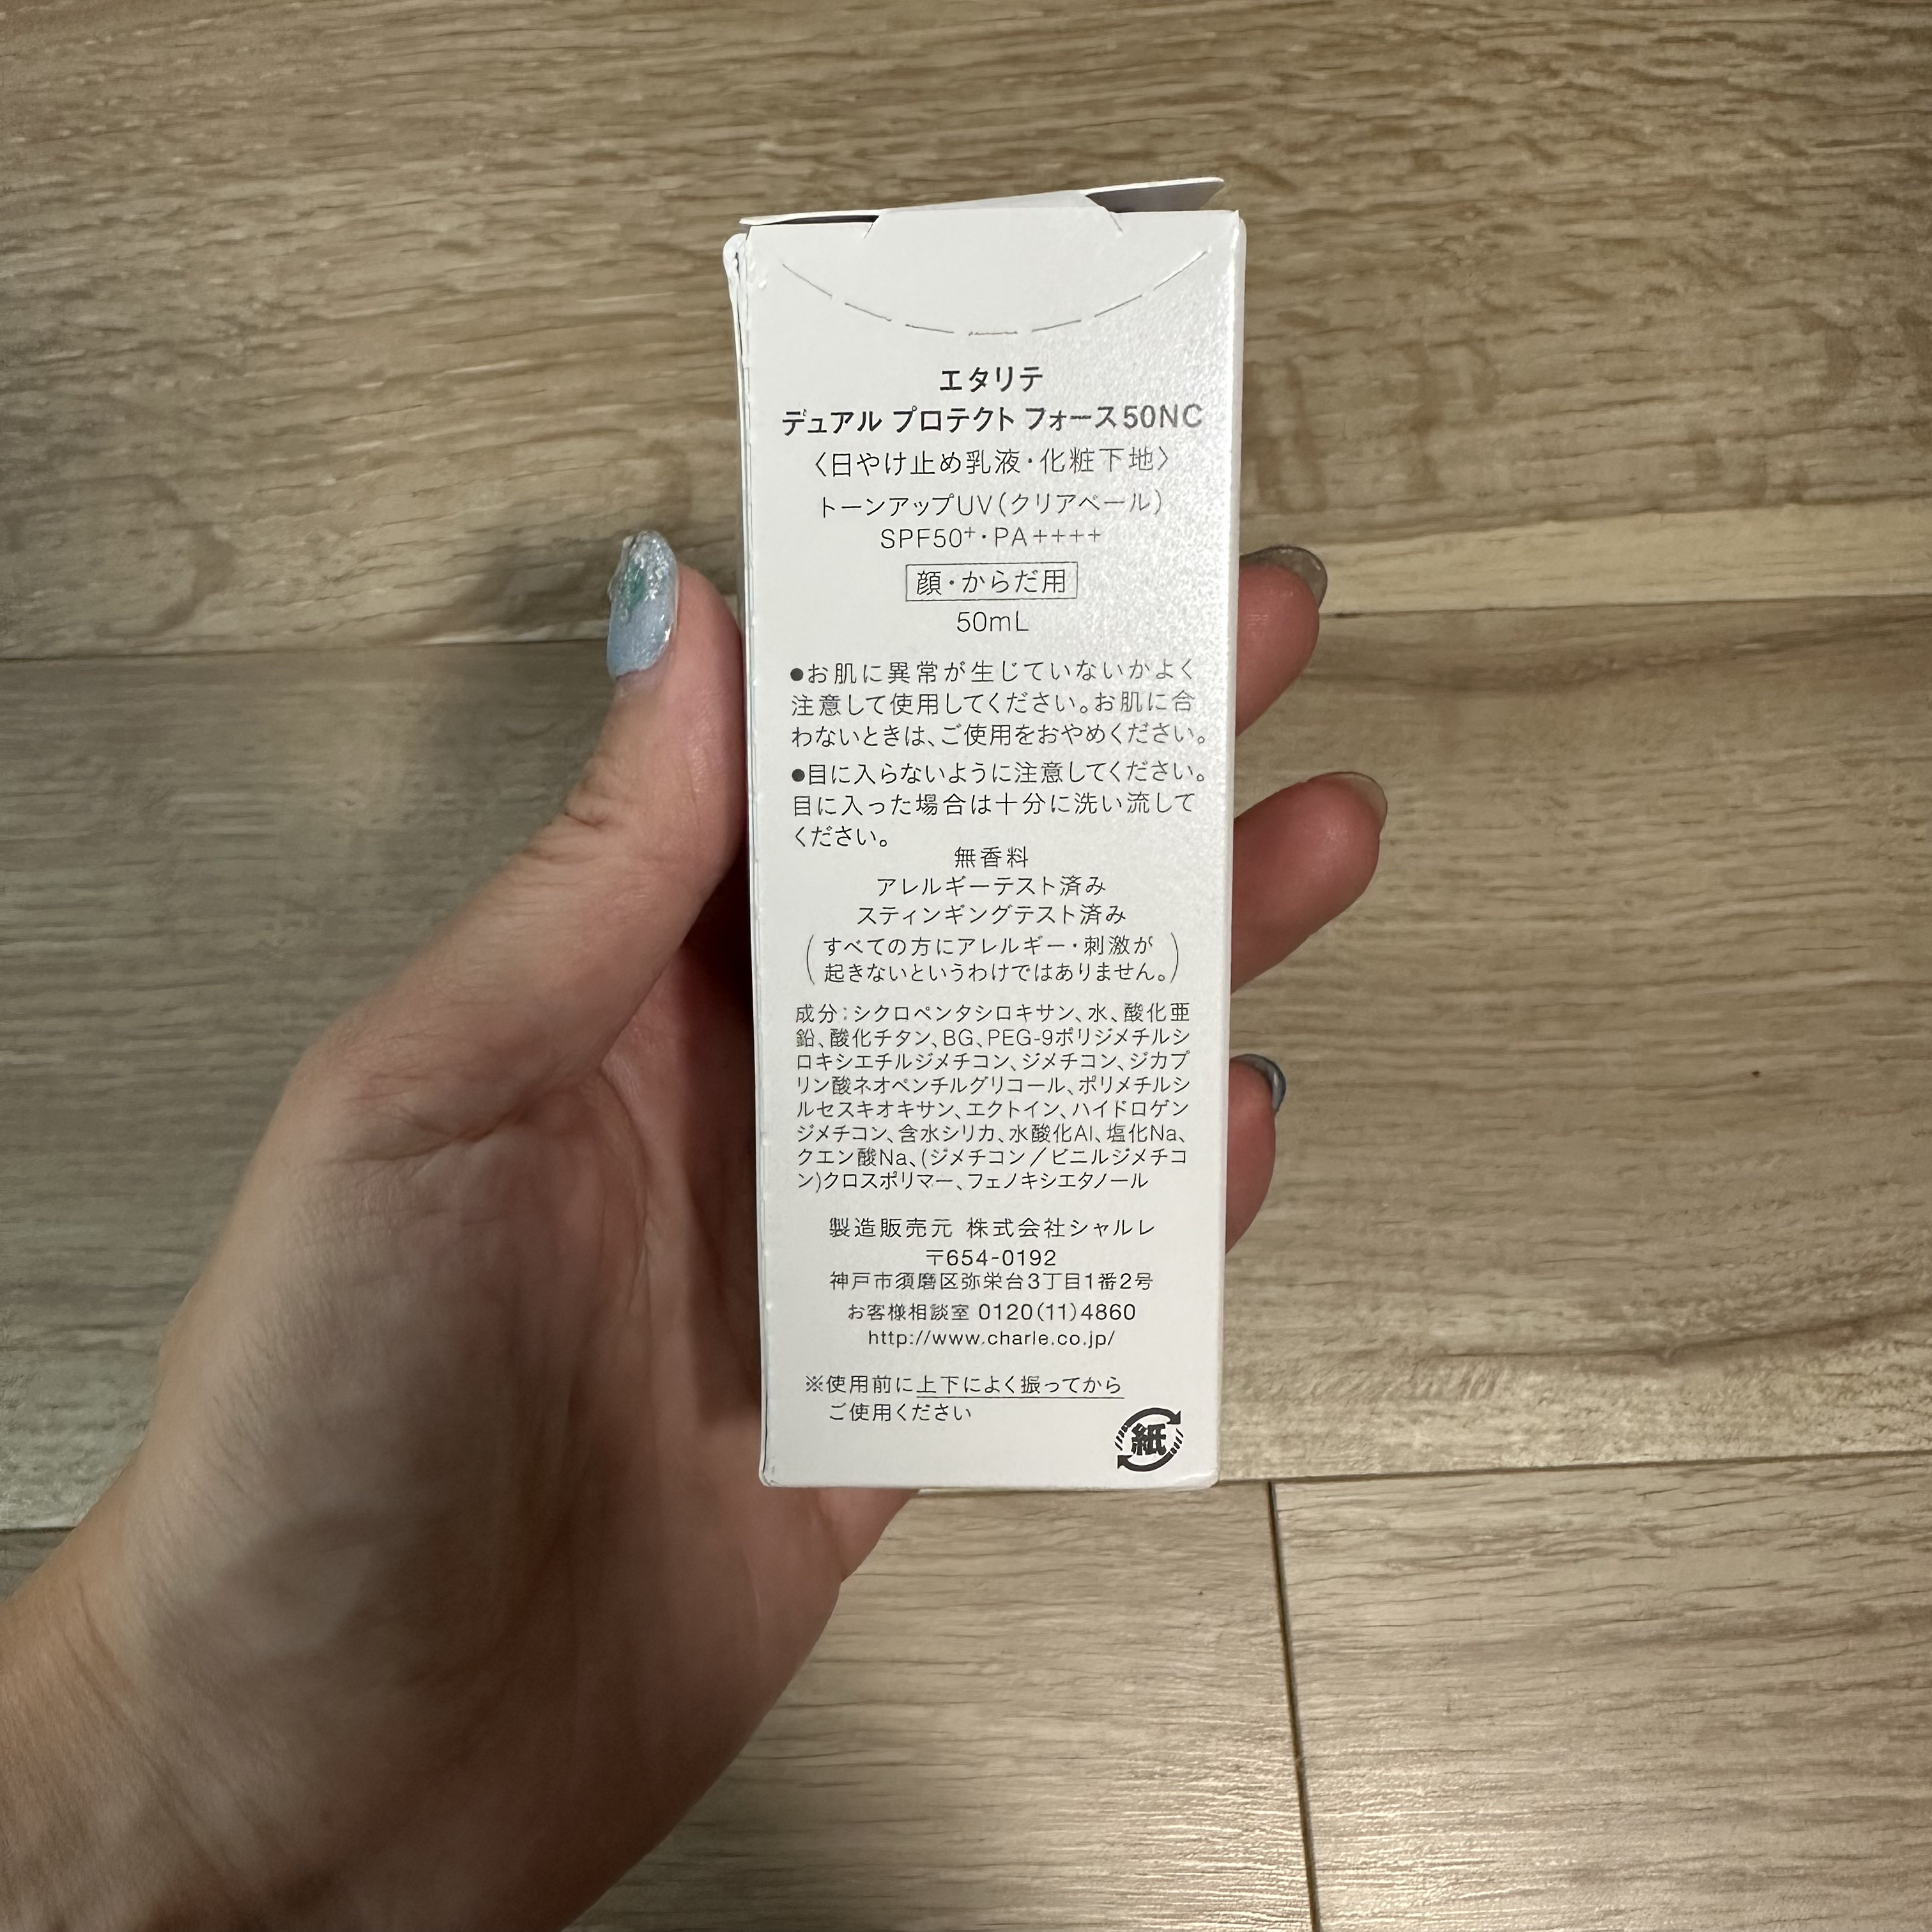 エタリテ
デュアル プロテクト フォース50NC
〈日やけ止め乳液・化粧下地〉
トーンアップUV(クリアベール)
SPF50+・PA++++
顔・からだ用
50mL
●お肌に異常が生じていないかよく
注意して使用してください。お肌に合
わないときは、ご使用をおやめください。
●目に入らないように注意してください。
目に入った場合は十分に洗い流して
ください。
無香料
アレルギーテスト済み
スティンギングテスト済み
(すべての方にアレルギー・刺激が
起きないというわけではありません。)
成分:シクロペンタシロキサン、水、酸化亜
鉛、酸化チタン、BG、PEG-9ポリジメチルシ
ロキシエチルジメチコン、ジメチコン、ジカプ
リン酸ネオペンチルグリコール、ポリメチルシ
ルセスキオキサン、エクトイン、ハイドロゲン
ジメチコン、含水シリカ、水酸化Al、塩化Na、
クエン酸Na、(ジメチコン/ビニルジメチコ
ン)クロスポリマー、フェノキシエタノール
製造販売元 株式会社シャルレ
〒654-0192
神戸市須磨区弥栄台3丁目1番2号
お客様相談室 0120(11)4860
http://www.charle.co.jp/
※使用前に上下によく振ってから
ご使用ください
紙